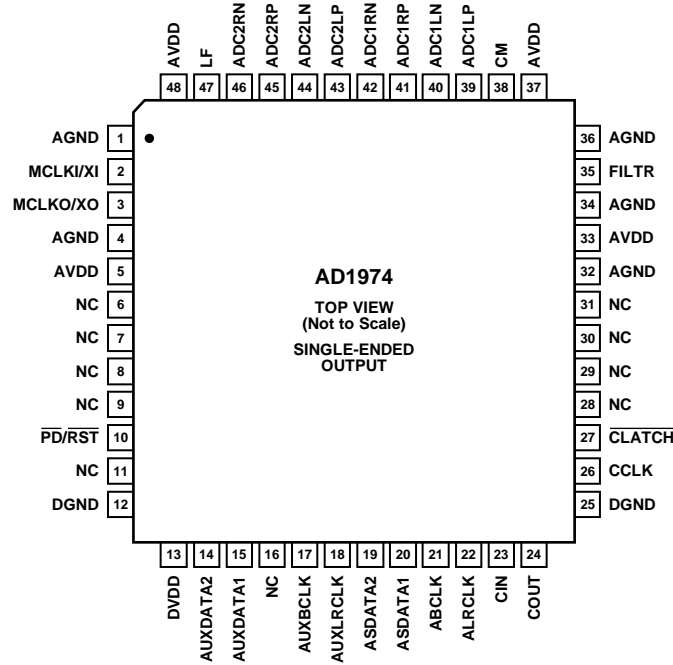 AVDD
LF
ADC2RN
ADC2RP
ADC2LN
ADC2LP
ADC1RN
ADC1RP
ADC1LN
ADC1LP
CM
AVDD
48 47 46 45 44 43 42 41 40 39 38 37
AGND 1
MCLKI/XI 2
MCLKO/XO 3
AGND 4
AVDD 5
NC 6
NC 7
NC 8
NC 9
PD/RST 10
NC 11
DGND 12
AD1974
TOP VIEW
(Not to Scale)
SINGLE-ENDED
OUTPUT
36 AGND
35 FILTR
34 AGND
33 AVDD
32 AGND
31 NC
30 NC
29 NC
28 NC
27 CLATCH
26 CCLK
25 DGND
13 14 15 16 17 18 19 20 21 22 23 24
DVDD
AUXDATA2
AUXDATA1
NC
AUXBCLK
AUXLRCLK
ASDATA2
ASDATA1
ABCLK
ALRCLK
CIN
COUT